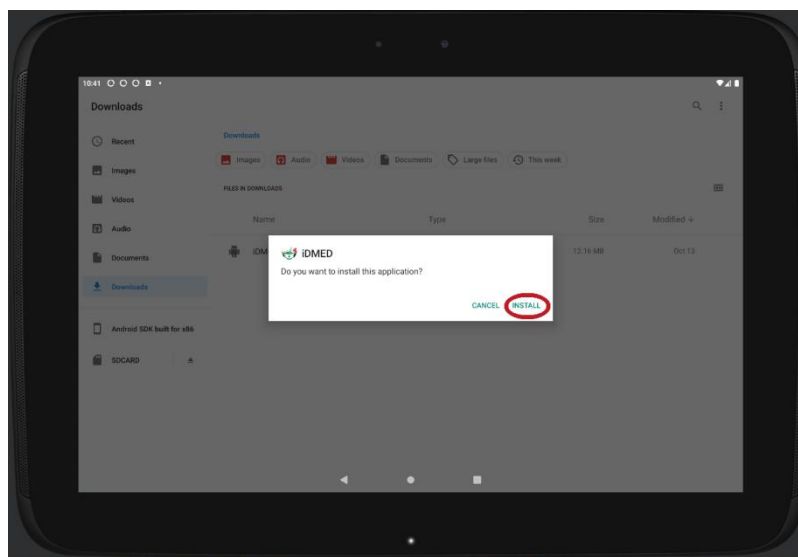 10:41
Downloads
Recent
Images
Videos
Audio
Documents
Downloads
Android SDK built for x86
SDCARD
Downloads
Images Audio Videos Documents Large files This week
FILES IN DOWNLOADS
Name Type Size Modified
iDM 12.16 MB Oct 13
iDMED
Do you want to install this application?
CANCEL INSTALL